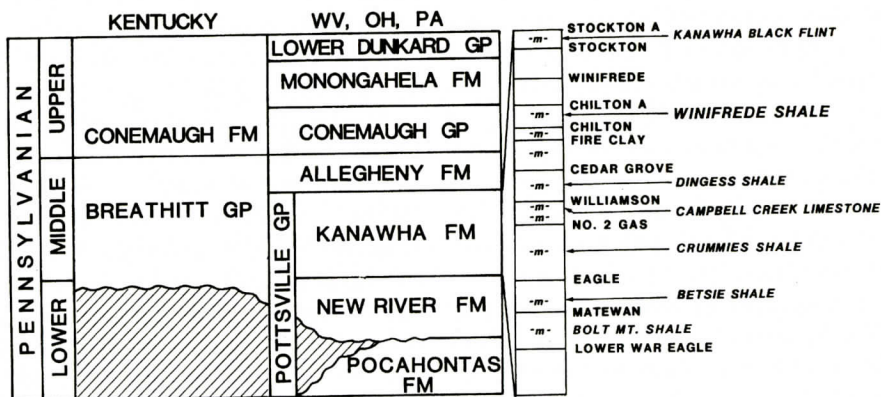 KENTUCKY
WV, OH, PA
PENNSYLVANIAN
UPPER
MIDDLE
LOWER
CONEMAUGH FM
BREATHITT GP
LOWER DUNKARD GP
MONONGAHELA FM
CONEMAUGH GP
ALLEGHENY FM
POTTSVILLE GP
KANAWHA FM
NEW RIVER FM
POCAHONTAS
FM
STOCKTON A
-m-
KANAWHA BLACK FLINT
STOCKTON
WINIFREDE
CHILTON A
-m-
WINIFREDE SHALE
CHILTON
-m-
FIRE CLAY
-m-
CEDAR GROVE
-m-
DINGESS SHALE
WILLIAMSON
-m-
CAMPBELL CREEK LIMESTONE
-m-
NO. 2 GAS
-m-
CRUMMIES SHALE
EAGLE
-m-
BETSIE SHALE
MATEWAN
-m-
BOLT MT. SHALE
LOWER WAR EAGLE